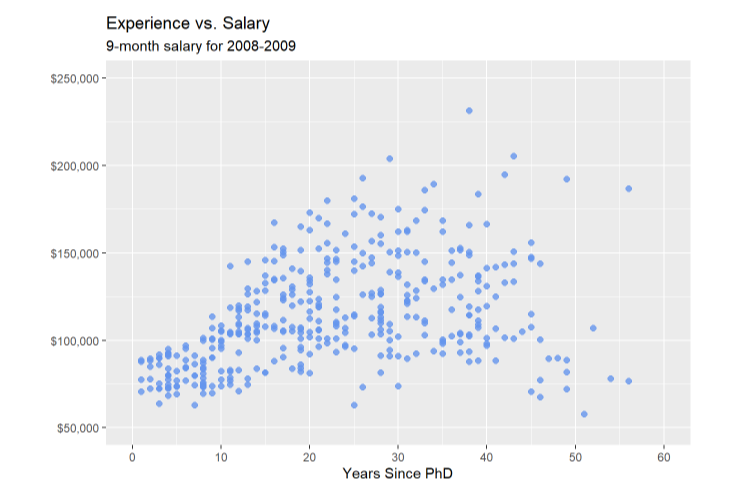 Experience vs. Salary
9-month salary for 2008-2009
$250,000
$200,000
$150,000
$100,000
$50,000
0 10 20 30 40 50 60
Years Since PhD